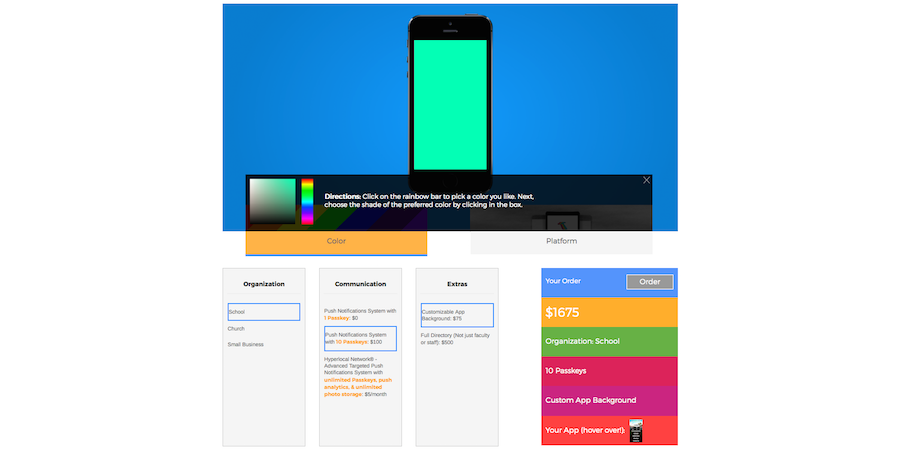 Directions: Click on the rainbow bar to pick a color you like. Next,
choose the shade of the preferred color by clicking in the box.
Color
Platform
Organization
School
Church
Small Business
Communication
Push Notifications System with
1 Passkey: $0
Push Notifications System
with 10 Passkeys: $100
Hyperlocal Network® -
Advanced Targeted Push
Notifications System with
unlimited Passkeys, push
analytics, & unlimited
photo storage: $5/month
Extras
Customizable App
Background: $75
Full Directory (Not just faculty
or staff): $500
Your Order
Order
$1675
Organization: School
10 Passkeys
Custom App Background
Your App (hover over!):